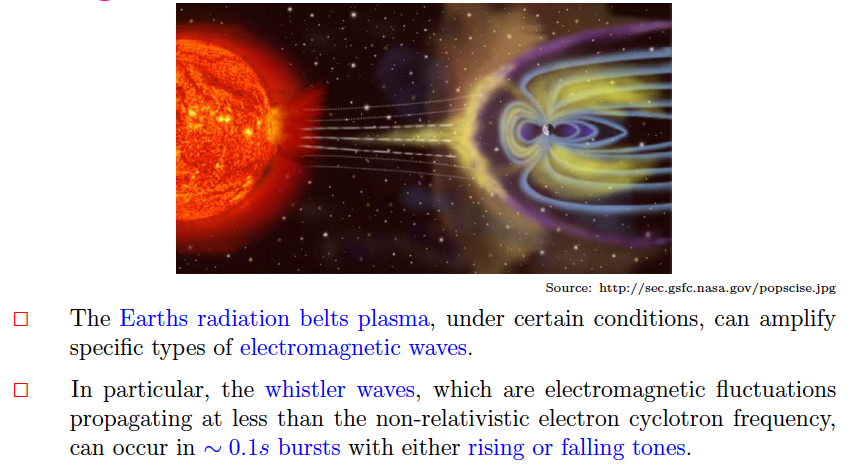 Source: http://sec.gsfc.nasa.gov/popscise.jpg
The Earths radiation belts plasma, under certain conditions, can amplify
specific types of electromagnetic waves.
In particular, the whistler waves, which are electromagnetic fluctuations
propagating at less than the non-relativistic electron cyclotron frequency,
can occur in ∼ 0.1s bursts with either rising or falling tones.